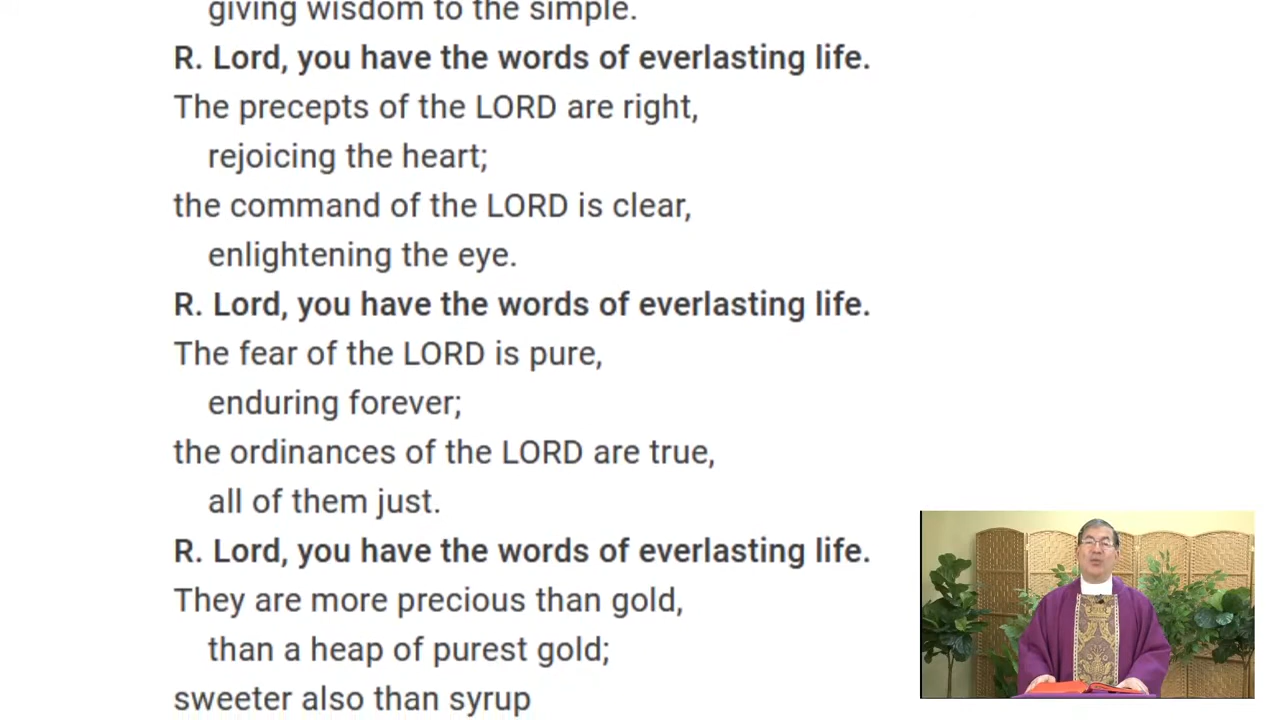 giving wisdom to the simple.
R. Lord, you have the words of everlasting life.
The precepts of the LORD are right,
rejoicing the heart;
the command of the LORD is clear,
enlightening the eye.
R. Lord, you have the words of everlasting life.
The fear of the LORD is pure,
enduring forever;
the ordinances of the LORD are true,
all of them just.
R. Lord, you have the words of everlasting life.
They are more precious than gold,
than a heap of purest gold;
sweeter also than syrup